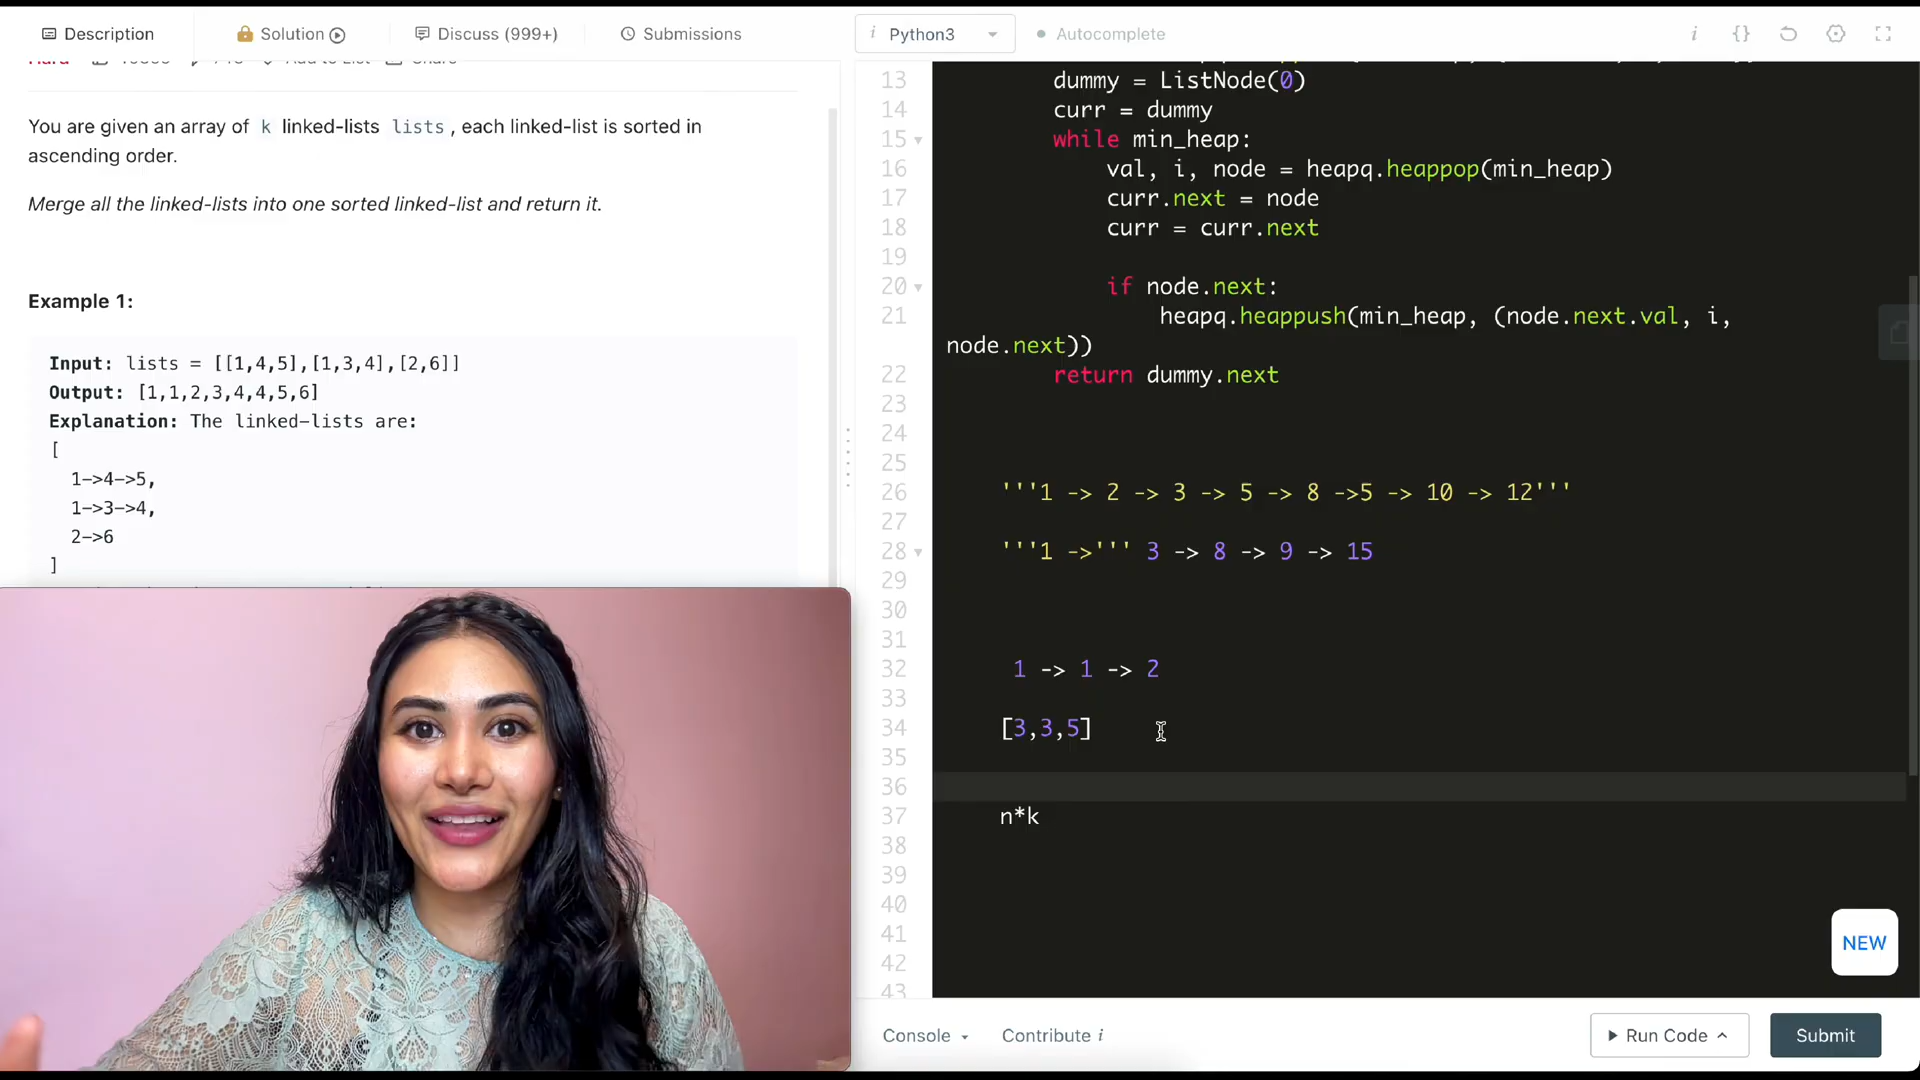 Description
Solution
Discuss (999+)
Submissions
You are given an array of k linked-lists lists, each linked-list is sorted in
ascending order.
Merge all the linked-lists into one sorted linked-list and return it.
Example 1:
Input: lists = [[1,4,5],[1,3,4],[2,6]]
Output: [1,1,2,3,4,4,5,6]
Explanation: The linked-lists are:
[
1->4->5,
1->3->4,
2->6
]
i Python3
Autocomplete
i {}
13 dummy = ListNode(0)
14 curr = dummy
15 while min_heap:
16 val, i, node = heapq.heappop(min_heap)
17 curr.next = node
18 curr = curr.next
19
20 if node.next:
21 heapq.heappush(min_heap, (node.next.val, i,
node.next))
22 return dummy.next
23
24
25
26 '''1 -> 2 -> 3 -> 5 -> 8 ->5 -> 10 -> 12'''
27
28 '''1 ->''' 3 -> 8 -> 9 -> 15
29
30
31
32 1 -> 1 -> 2
33
34 [3,3,5]
35
36
37 n*k
38
39
40
41
42
43
NEW
Console
Contribute i
Run Code
Submit